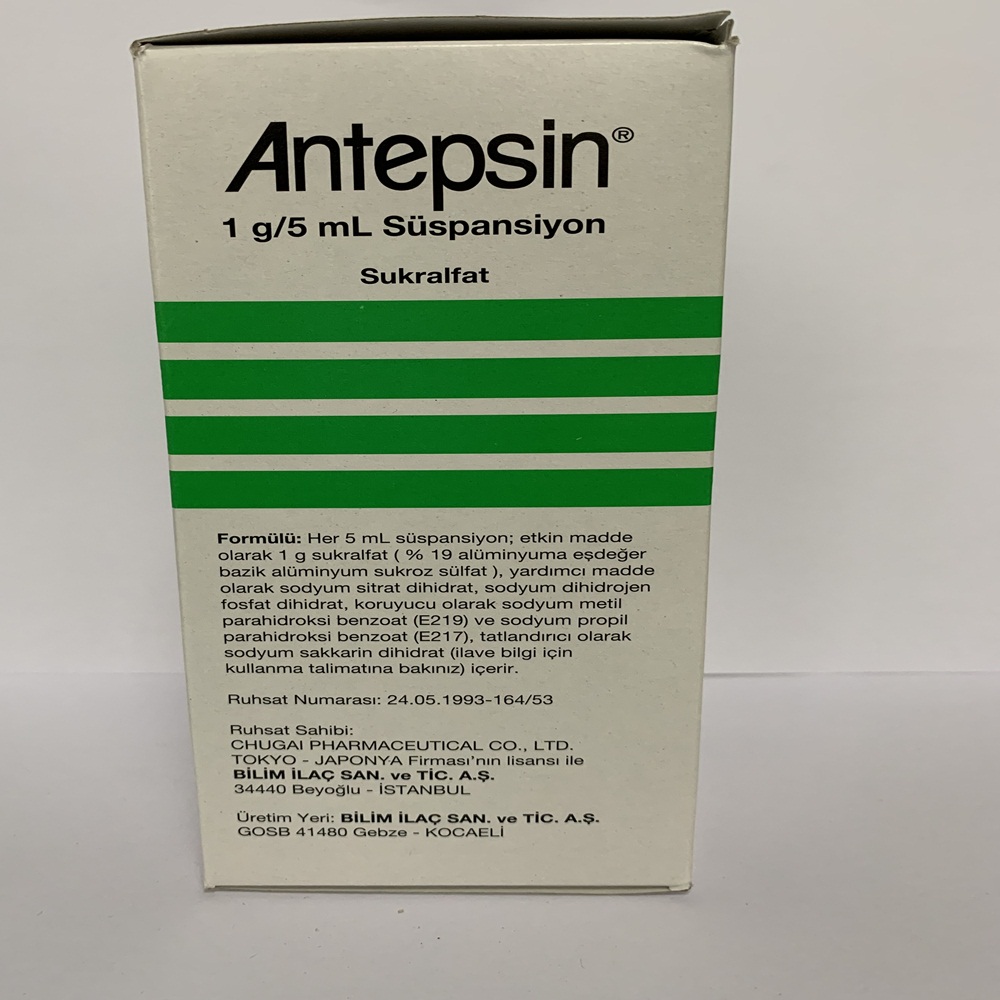 Antepsin®
1 g/5 mL Süspansiyon
Sukralfat
Formülü: Her 5 mL süspansiyon; etkin madde
olarak 1 g sukralfat ( % 19 alüminyuma eşdeğer
bazik alüminyum sukroz sülfat ), yardımcı madde
olarak sodyum sitrat dihidrat, sodyum dihidrojen
fosfat dihidrat, koruyucu olarak sodyum metil
parahidroksi benzoat (E219) ve sodyum propil
parahidroksi benzoat (E217), tatlandırıcı olarak
sodyum sakkarin dihidrat (ilave bilgi için
kullanma talimatına bakınız) içerir.
Ruhsat Numarası: 24.05.1993-164/53
Ruhsat Sahibi:
CHUGAI PHARMACEUTICAL CO., LTD.
TOKYO - JAPONYA Firması'nın lisansı ile
BİLİM İLAÇ SAN. ve TİC. A.Ş.
34440 Beyoğlu - İSTANBUL
Üretim Yeri: BİLİM İLAÇ SAN. ve TİC. A.Ş.
GOSB 41480 Gebze - KOCAELİ